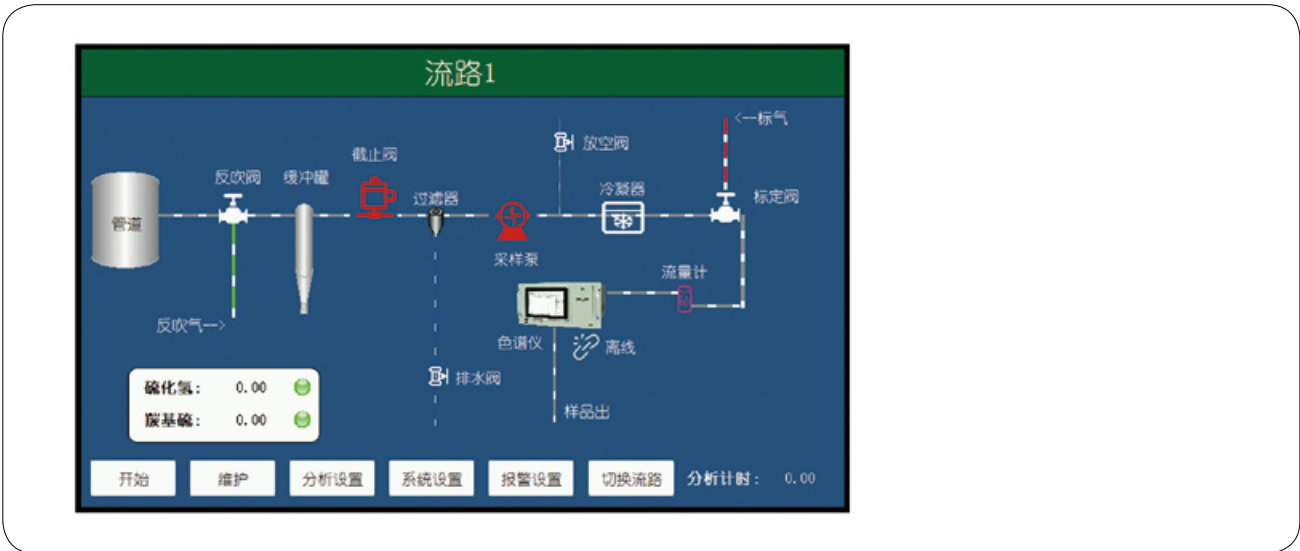 流路1
<--标气
放空阀
截止阀
反吹阀
缓冲罐
过滤器
冷凝器
标定阀
管道
采样泵
流量计
反吹气-->
色谱仪
离线
排水阀
样品出
硫化氢: 0.00
羰基硫: 0.00
开始
维护
分析设置
系统设置
报警设置
切换流路
分析计时: 0.00